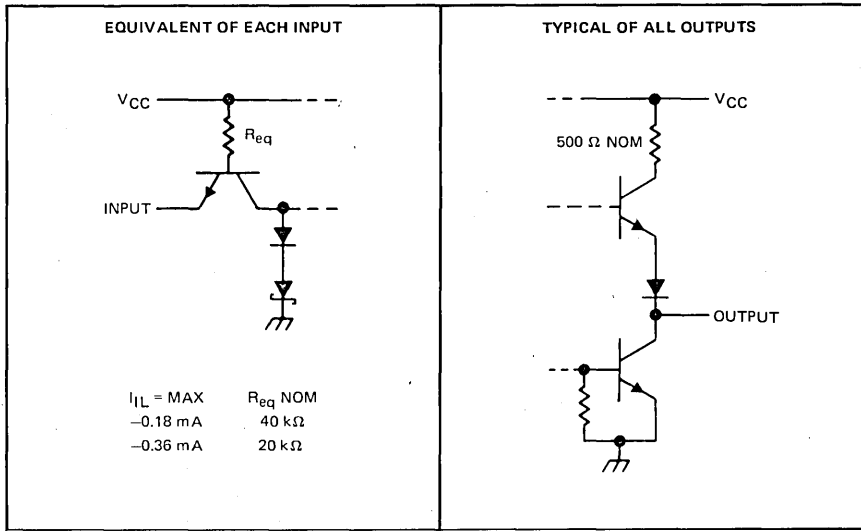 EQUIVALENT OF EACH INPUT
VCC
Req
INPUT
IIL = MAX Req NOM
–0.18 mA 40 kΩ
–0.36 mA 20 kΩ
TYPICAL OF ALL OUTPUTS
VCC
500 Ω NOM
OUTPUT